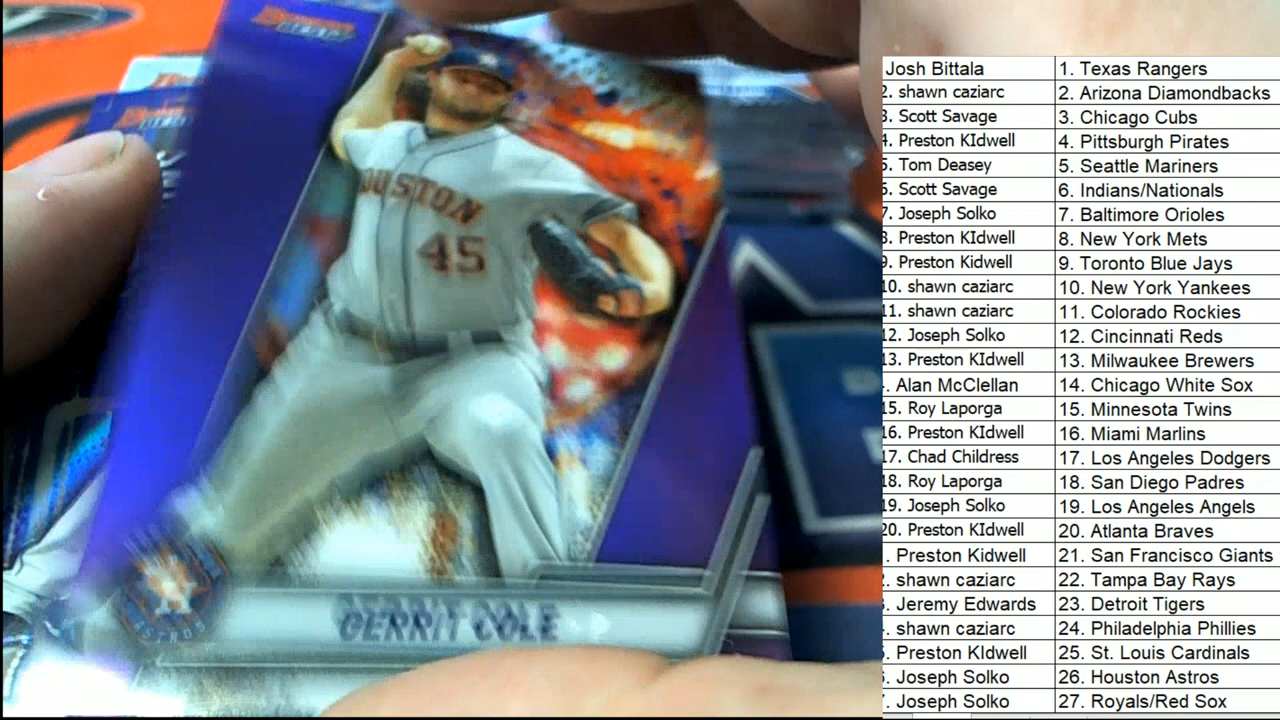 Bowman's
BEST
HOUSTON
45
ASTROS
GERRIT COLE
Josh Bittala 1. Texas Rangers
2. shawn caziarc 2. Arizona Diamondbacks
3. Scott Savage 3. Chicago Cubs
4. Preston KIdwell 4. Pittsburgh Pirates
5. Tom Deasey 5. Seattle Mariners
6. Scott Savage 6. Indians/Nationals
7. Joseph Solko 7. Baltimore Orioles
8. Preston KIdwell 8. New York Mets
9. Preston Kidwell 9. Toronto Blue Jays
10. shawn caziarc 10. New York Yankees
11. shawn caziarc 11. Colorado Rockies
12. Joseph Solko 12. Cincinnati Reds
13. Preston KIdwell 13. Milwaukee Brewers
. Alan McClellan 14. Chicago White Sox
15. Roy Laporga 15. Minnesota Twins
16. Preston KIdwell 16. Miami Marlins
17. Chad Childress 17. Los Angeles Dodgers
18. Roy Laporga 18. San Diego Padres
19. Joseph Solko 19. Los Angeles Angels
20. Preston KIdwell 20. Atlanta Braves
. Preston Kidwell 21. San Francisco Giants
2. shawn caziarc 22. Tampa Bay Rays
3. Jeremy Edwards 23. Detroit Tigers
. shawn caziarc 24. Philadelphia Phillies
5. Preston KIdwell 25. St. Louis Cardinals
6. Joseph Solko 26. Houston Astros
7. Joseph Solko 27. Royals/Red Sox